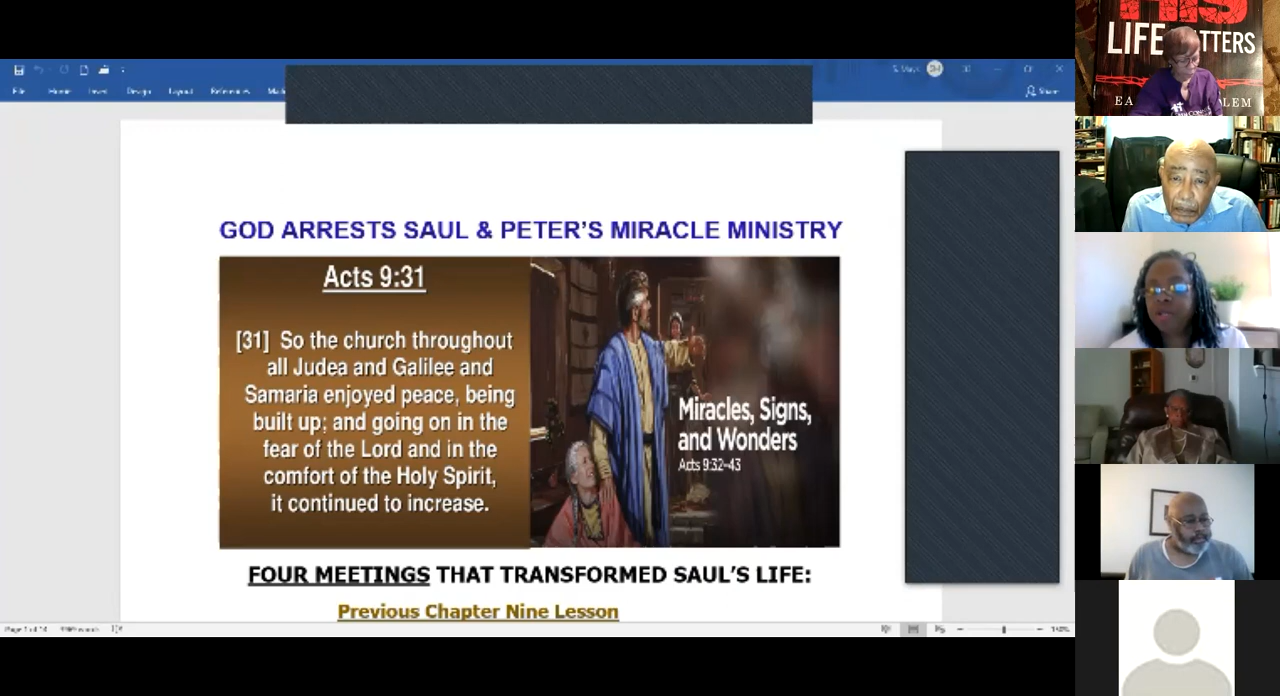 File Home Insert Design Layout References
S. Mays
Share
GOD ARRESTS SAUL & PETER'S MIRACLE MINISTRY
Acts 9:31
[31] So the church throughout
all Judea and Galilee and
Samaria enjoyed peace, being
built up; and going on in the
fear of the Lord and in the
comfort of the Holy Spirit,
it continued to increase.
Miracles, Signs,
and Wonders
Acts 9:32-43
FOUR MEETINGS THAT TRANSFORMED SAUL'S LIFE:
Previous Chapter Nine Lesson
HIS
LIFE